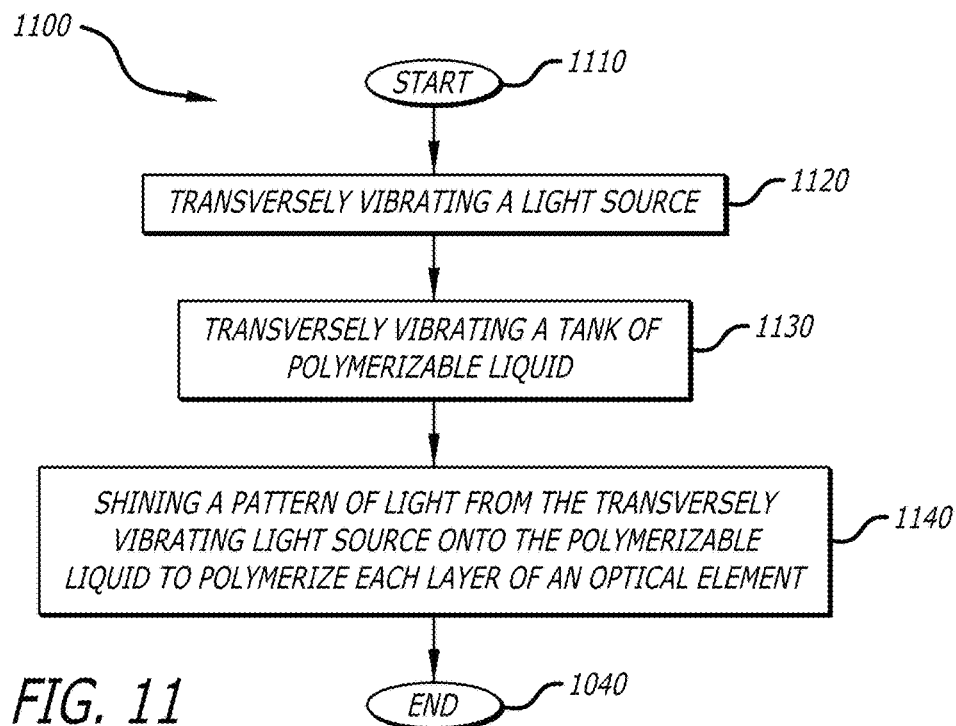 1100
START
1110
TRANSVERSELY VIBRATING A LIGHT SOURCE
1120
TRANSVERSELY VIBRATING A TANK OF
POLYMERIZABLE LIQUID
1130
SHINING A PATTERN OF LIGHT FROM THE TRANSVERSELY
VIBRATING LIGHT SOURCE ONTO THE POLYMERIZABLE
LIQUID TO POLYMERIZE EACH LAYER OF AN OPTICAL ELEMENT
1140
END
1040
FIG. 11